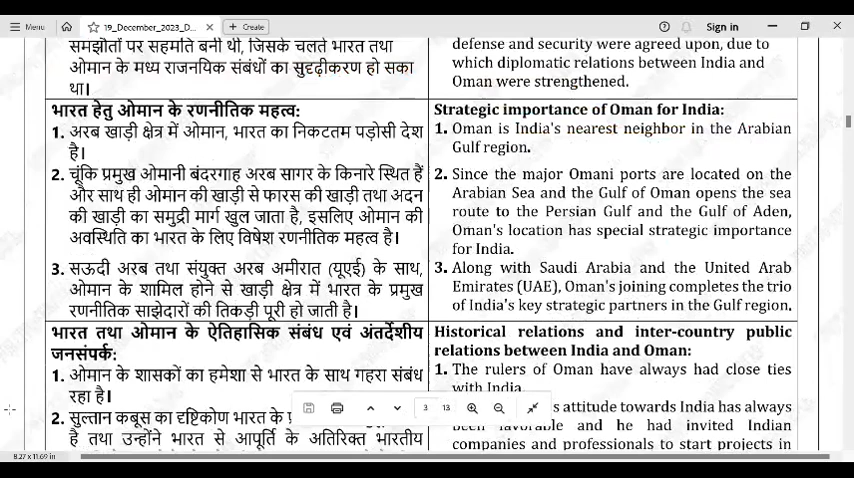 Menu
19_December_2023_D...
+ Create
Sign in
समझौतों पर सहमति बनी थी, जिसके चलते भारत तथा
ओमान के मध्य राजनयिक संबंधों का सुदृढ़ीकरण हो सका
था।
defense and security were agreed upon, due to
which diplomatic relations between India and
Oman were strengthened.
भारत हेतु ओमान के रणनीतिक महत्व:
1. अरब खाड़ी क्षेत्र में ओमान, भारत का निकटतम पड़ोसी देश
है।
2. चूंकि प्रमुख ओमानी बंदरगाह अरब सागर के किनारे स्थित हैं
और साथ ही ओमान की खाड़ी से फारस की खाड़ी तथा अदन
की खाड़ी का समुद्री मार्ग खुल जाता है, इसलिए ओमान की
अवस्थिति का भारत के लिए विषेश रणनीतिक महत्व है।
3. सऊदी अरब तथा संयुक्त अरब अमीरात (यूएई) के साथ,
ओमान के शामिल होने से खाड़ी क्षेत्र में भारत के प्रमुख
रणनीतिक साझेदारों की तिकड़ी पूरी हो जाती है।
Strategic importance of Oman for India:
1. Oman is India's nearest neighbor in the Arabian
Gulf region.
2. Since the major Omani ports are located on the
Arabian Sea and the Gulf of Oman opens the sea
route to the Persian Gulf and the Gulf of Aden,
Oman's location has special strategic importance
for India.
3. Along with Saudi Arabia and the United Arab
Emirates (UAE), Oman's joining completes the trio
of India's key strategic partners in the Gulf region.
भारत तथा ओमान के ऐतिहासिक संबंध एवं अंतर्देशीय
जनसंपर्क:
1. ओमान के शासकों का हमेशा से भारत के साथ गहरा संबंध
रहा है।
2. सुल्तान कबूस का दृष्टिकोण भारत के
है तथा उन्होंने भारत से आपूर्ति के अतिरिक्त भारतीय
Historical relations and inter-country public
relations between India and Oman:
1. The rulers of Oman have always had close ties
with India.
s attitude towards India has always
been favorable and he had invited Indian
companies and professionals to start projects in
3 13
8.27 x 11.69 in